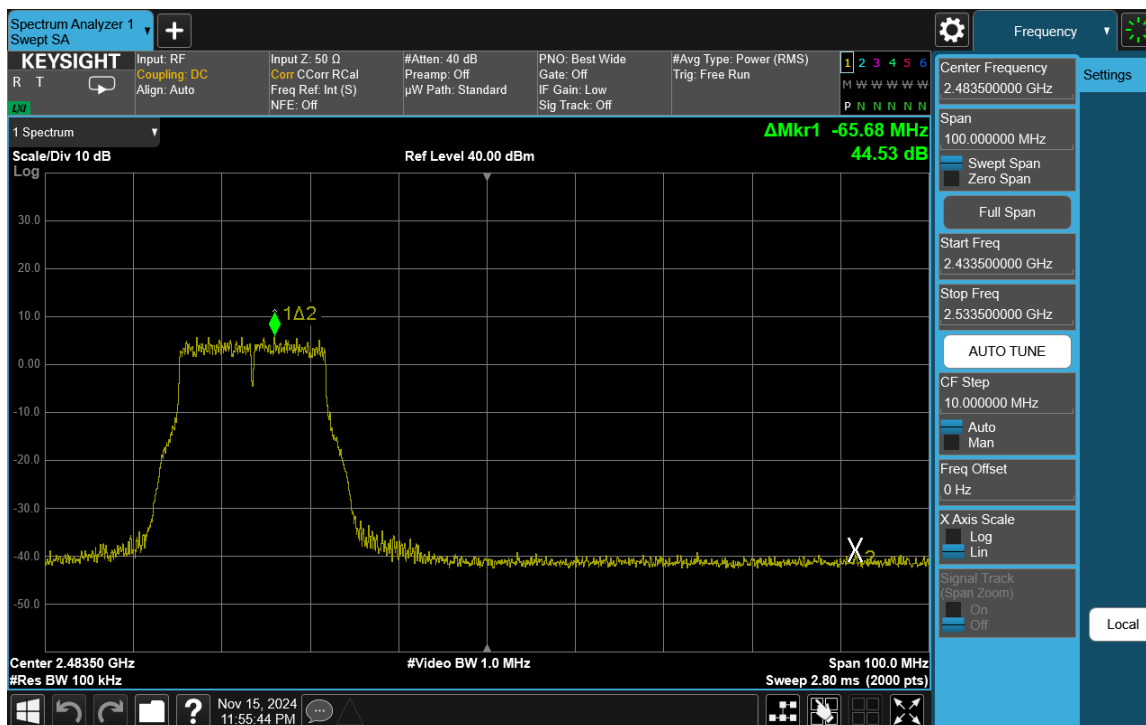 Spectrum Analyzer 1
Swept SA
+
Frequency
KEYSIGHT
R T
LXI
Input: RF
Coupling: DC
Align: Auto
Input Z: 50 Ω
Corr CCorr RCal
Freq Ref: Int (S)
NFE: Off
#Atten: 40 dB
Preamp: Off
µW Path: Standard
PNO: Best Wide
Gate: Off
IF Gain: Low
Sig Track: Off
#Avg Type: Power (RMS)
Trig: Free Run
1 2 3 4 5 6
M W W W W W
P N N N N N
1 Spectrum
Scale/Div 10 dB
Log
Ref Level 40.00 dBm
ΔMkr1 -65.68 MHz
44.53 dB
30.0
20.0
10.0
0.00
-10.0
-20.0
-30.0
-40.0
-50.0
1Δ2
X2
Center 2.48350 GHz
#Res BW 100 kHz
#Video BW 1.0 MHz
Span 100.0 MHz
Sweep 2.80 ms (2000 pts)
Center Frequency
2.483500000 GHz
Settings
Span
100.000000 MHz
Swept Span
Zero Span
Full Span
Start Freq
2.433500000 GHz
Stop Freq
2.533500000 GHz
AUTO TUNE
CF Step
10.000000 MHz
Auto
Man
Freq Offset
0 Hz
X Axis Scale
Log
Lin
Signal Track
(Span Zoom)
On
Off
Local
?
Nov 15, 2024
11:55:44 PM